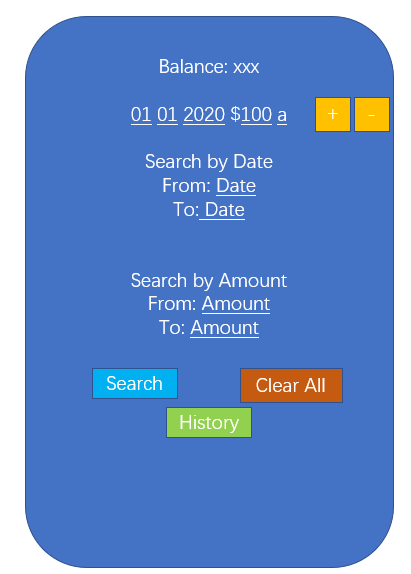 Balance: xxx
01 01 2020 $100 a + -
Search by Date
From: Date
To: Date
Search by Amount
From: Amount
To: Amount
Search Clear All
History